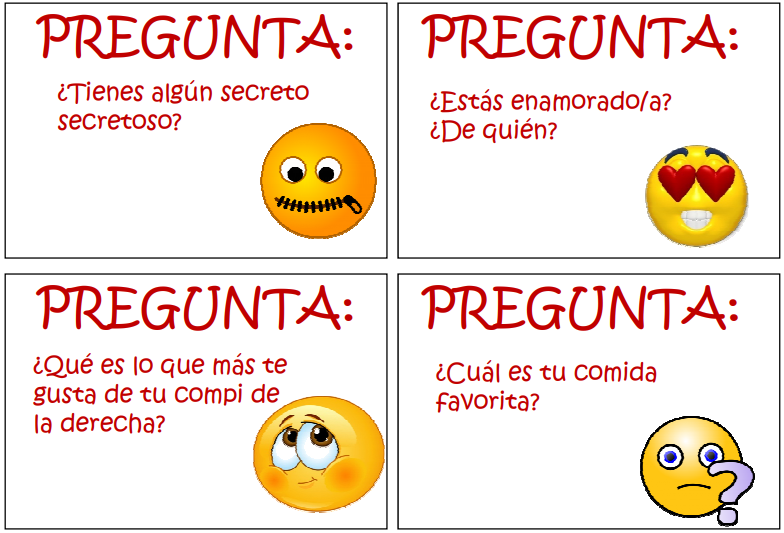 PREGUNTA:
¿Tienes algún secreto
secretoso?
PREGUNTA:
¿Estás enamorado/a?
¿De quién?
PREGUNTA:
¿Qué es lo que más te
gusta de tu compi de
la derecha?
PREGUNTA:
¿Cuál es tu comida
favorita?